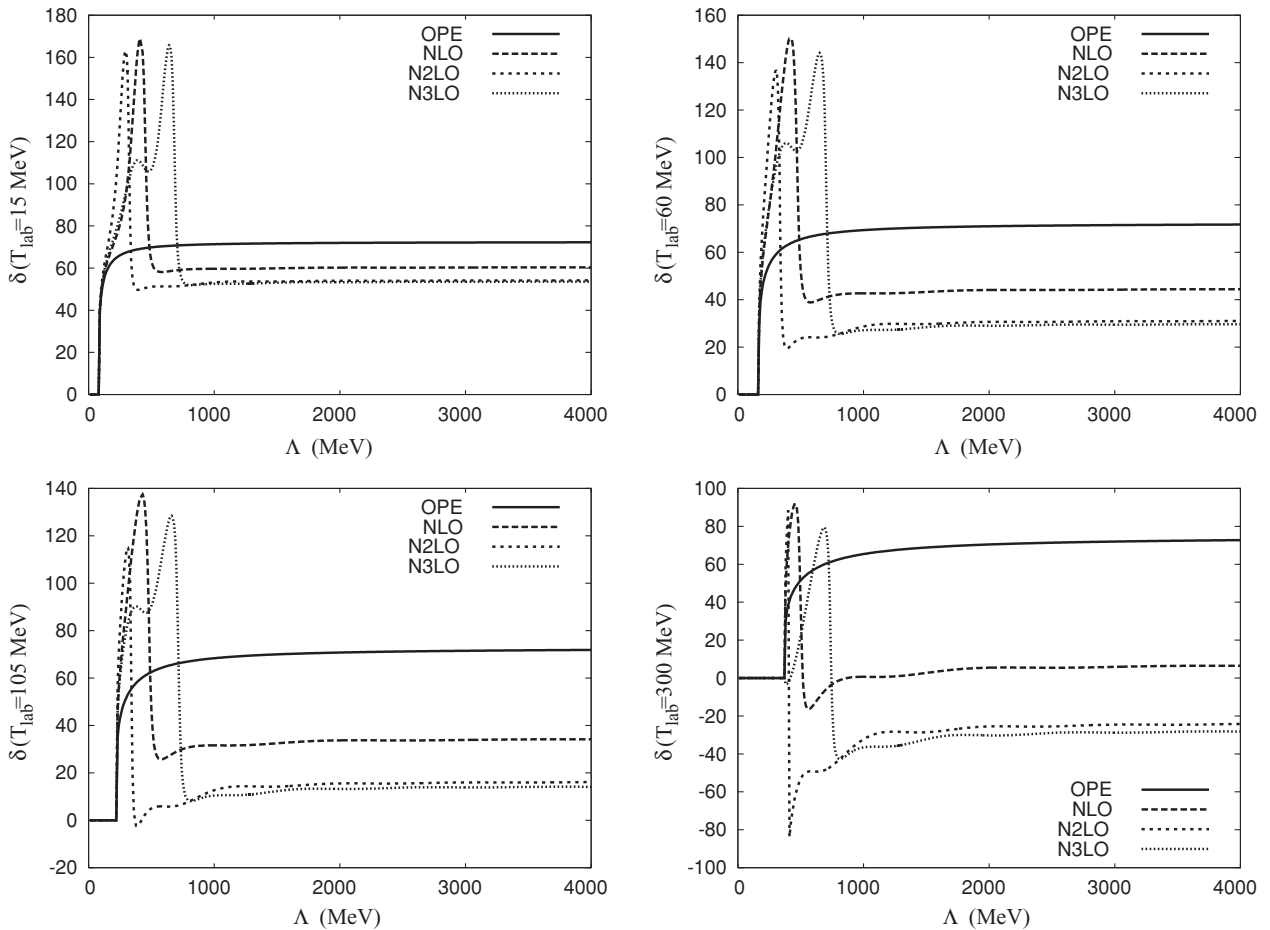 δ(T_lab=15 MeV)
180
160
140
120
100
80
60
40
20
0
OPE
NLO
N2LO
N3LO
0 1000 2000 3000 4000
Λ (MeV)
δ(T_lab=60 MeV)
160
140
120
100
80
60
40
20
0
OPE
NLO
N2LO
N3LO
0 1000 2000 3000 4000
Λ (MeV)
δ(T_lab=105 MeV)
140
120
100
80
60
40
20
0
-20
OPE
NLO
N2LO
N3LO
0 1000 2000 3000 4000
Λ (MeV)
δ(T_lab=300 MeV)
100
80
60
40
20
0
-20
-40
-60
-80
-100
OPE
NLO
N2LO
N3LO
0 1000 2000 3000 4000
Λ (MeV)